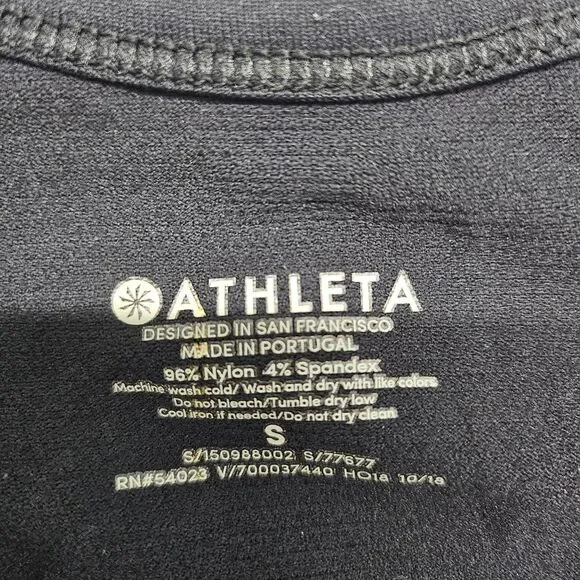 ATHLETA
DESIGNED IN SAN FRANCISCO
MADE IN PORTUGAL
96% Nylon 4% Spandex
Machine wash cold/ Wash and dry with like colors
Do not bleach/Tumble dry low
Cool iron if needed/Do not dry clean
S
S/150988002 S/77677
RN#54023 V/700037440 HO18 10/18